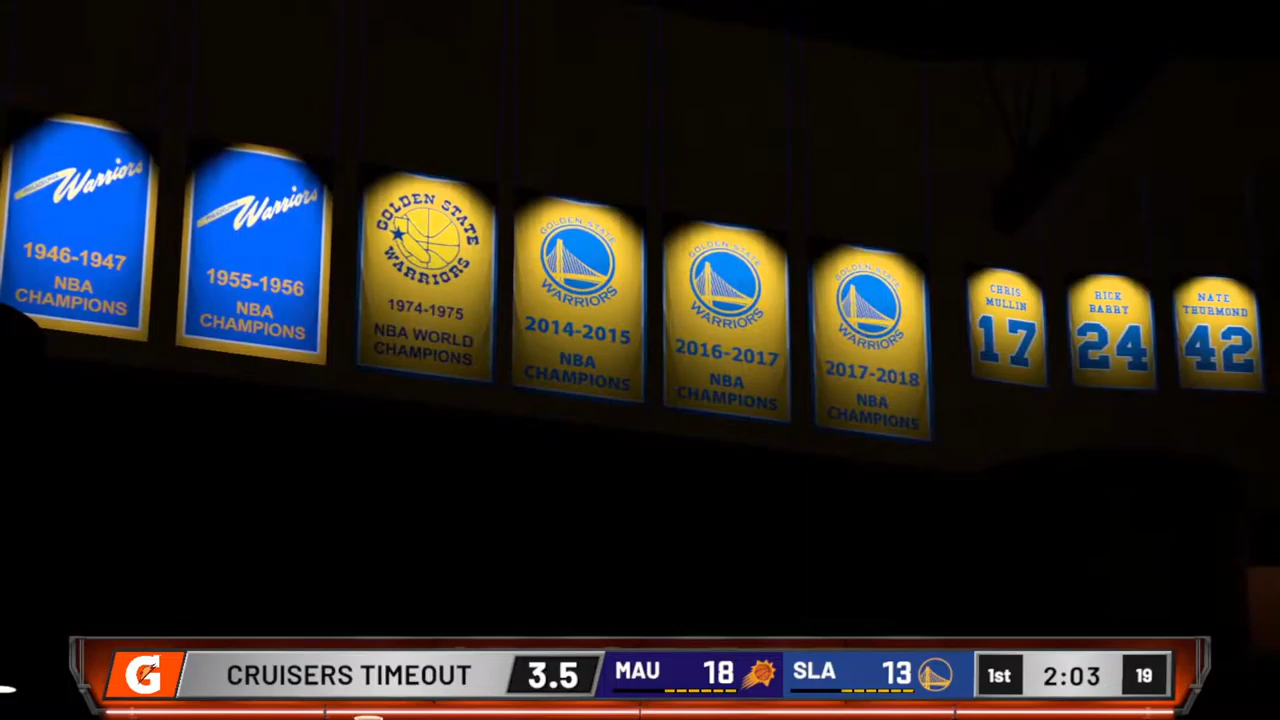 PHILADELPHIA
Warriors
1946-1947
NBA
CHAMPIONS
PHILADELPHIA
Warriors
1955-1956
NBA
CHAMPIONS
GOLDEN STATE
WARRIORS
1974-1975
NBA WORLD
CHAMPIONS
GOLDEN STATE
WARRIORS
2014-2015
NBA
CHAMPIONS
GOLDEN STATE
WARRIORS
2016-2017
NBA
CHAMPIONS
GOLDEN STATE
WARRIORS
2017-2018
NBA
CHAMPIONS
CHRIS
MULLIN
17
RICK
BARRY
24
NATE
THURMOND
42
G CRUISERS TIMEOUT 3.5 MAU 18 SLA 13 1st 2:03 19